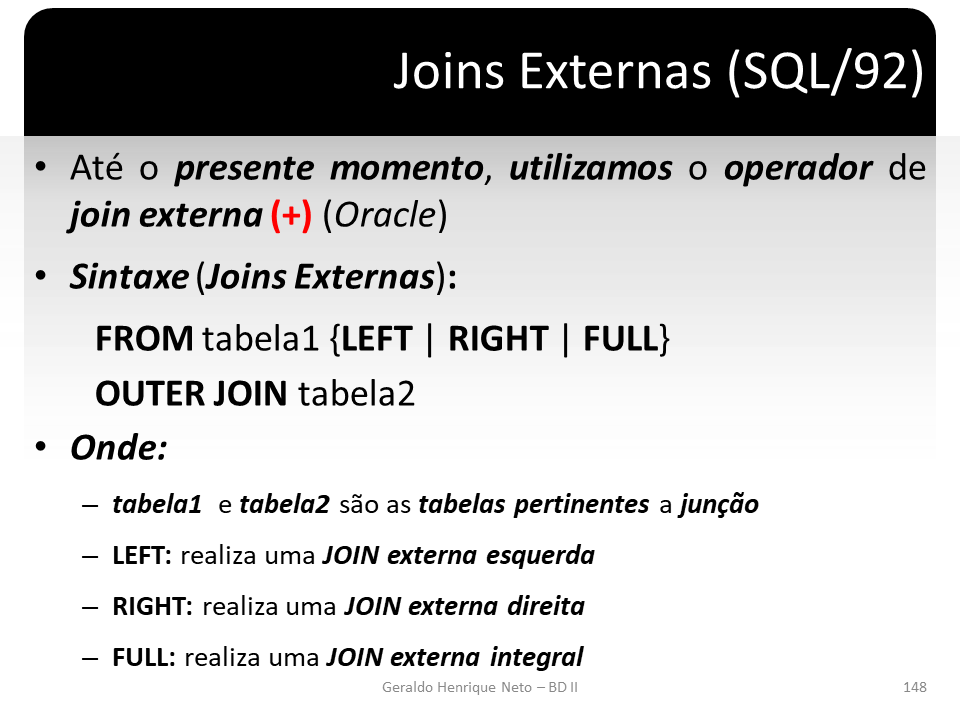 Joins Externas (SQL/92)
• Até o presente momento, utilizamos o operador de
join externa (+) (Oracle)
• Sintaxe (Joins Externas):
FROM tabela1 {LEFT | RIGHT | FULL}
OUTER JOIN tabela2
• Onde:
– tabela1 e tabela2 são as tabelas pertinentes a junção
– LEFT: realiza uma JOIN externa esquerda
– RIGHT: realiza uma JOIN externa direita
– FULL: realiza uma JOIN externa integral
Geraldo Henrique Neto – BD II
148